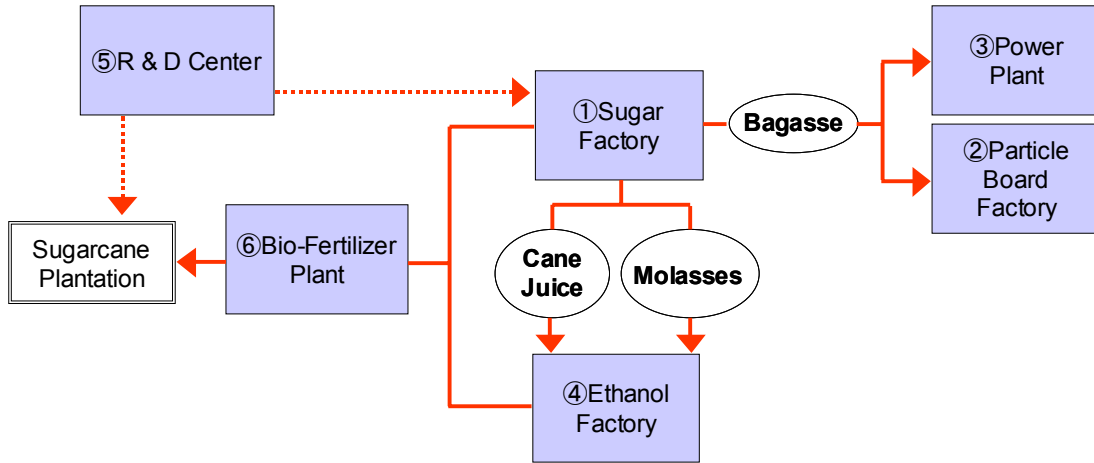 ⑤R & D Center
①Sugar
Factory
Bagasse
③Power
Plant
②Particle
Board
Factory
Sugarcane
Plantation
⑥Bio-Fertilizer
Plant
Cane
Juice
Molasses
④Ethanol
Factory